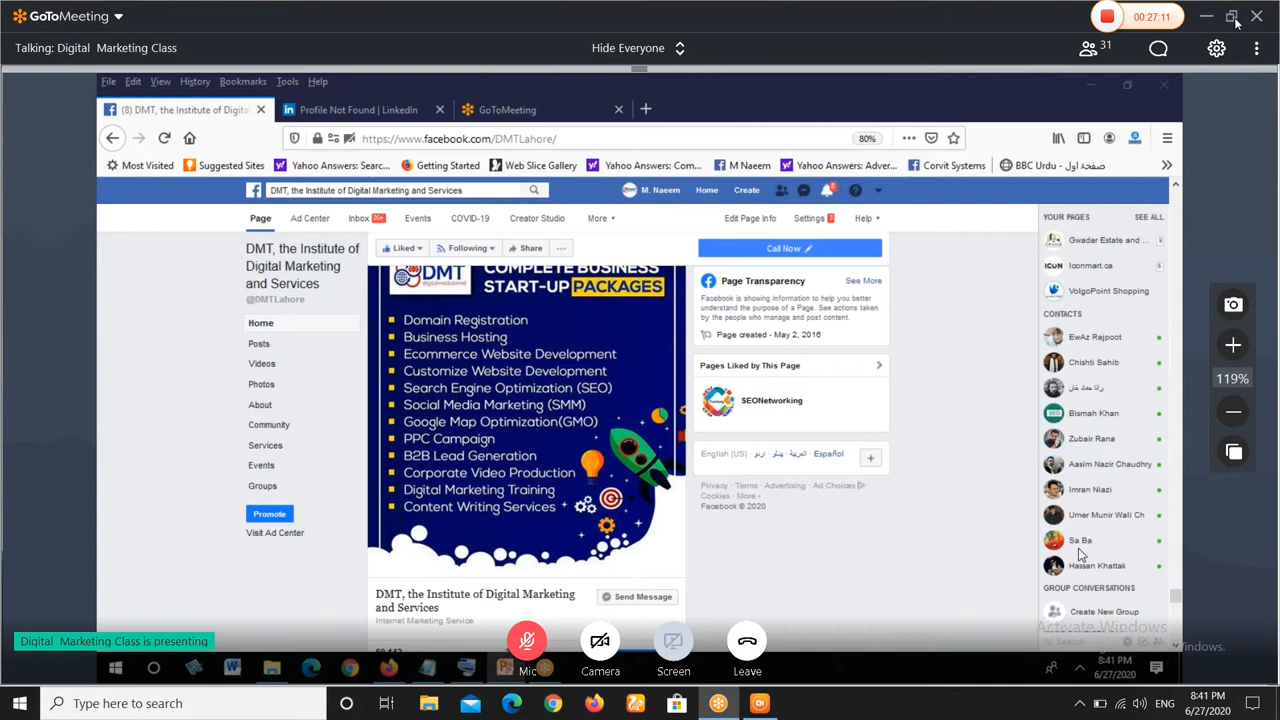 GoToMeeting
00:27:11
Talking: Digital Marketing Class
Hide Everyone
31
File Edit View History Bookmarks Tools Help
(8) DMT, the Institute of Digital
Profile Not Found | LinkedIn
GoToMeeting
https://www.facebook.com/DMTLahore/
80%
Most Visited
Suggested Sites
Yahoo Answers: Searc...
Getting Started
Web Slice Gallery
Yahoo Answers: Com...
M Naeem
Yahoo Answers: Adver...
Corvit Systems
BBC Urdu - صفحۂ اول
DMT, the Institute of Digital Marketing and Services
M. Naeem
Home
Create
8
Page
Ad Center
Inbox 20+
Events
COVID-19
Creator Studio
More
Edit Page Info
Settings 1
Help
DMT, the Institute
of Digital Marketing
and Services
@DMTLahore
Home
Posts
Videos
Photos
About
Community
Services
Events
Groups
Promote
Visit Ad Center
Liked
Following
Share
Call Now
DMT
digitalmediatrend
COMPLETE BUSINESS
START-UP PACKAGES
Domain Registration
Business Hosting
Ecommerce Website Development
Customize Website Development
Search Engine Optimization (SEO)
Social Media Marketing (SMM)
Google Map Optimization(GMO)
PPC Campaign
B2B Lead Generation
Corporate Video Production
Digital Marketing Training
Content Writing Services
DMT, the Institute of Digital Marketing
and Services
Internet Marketing Service
Send Message
Page Transparency
See More
Facebook is showing information to help you better
understand the purpose of a Page. See actions taken
by the people who manage and post content.
Page created - May 2, 2016
Pages Liked by This Page
SEONetworking
English (US) · اردو · پښتو · العربية · Español
Privacy · Terms · Advertising · Ad Choices
Cookies · More
Facebook © 2020
YOUR PAGES
SEE ALL
Gwadar Estate and ...
9
Iconmart.ca
6
VolgoPoint Shopping
CONTACTS
EwAz Rajpoot
Chishti Sahib
رانا حماد خان
Bismah Khan
Zubair Rana
Aasim Nazir Chaudhry
Imran Niazi
Umer Munir Wali Ch
Sa Ba
Hassan Khattak
GROUP CONVERSATIONS
Create New Group
Activate Windows
Search
119%
Digital Marketing Class is presenting
Mic
Camera
Screen
Leave
8:41 PM
6/27/2020
Type here to search
ENG
8:41 PM
6/27/2020